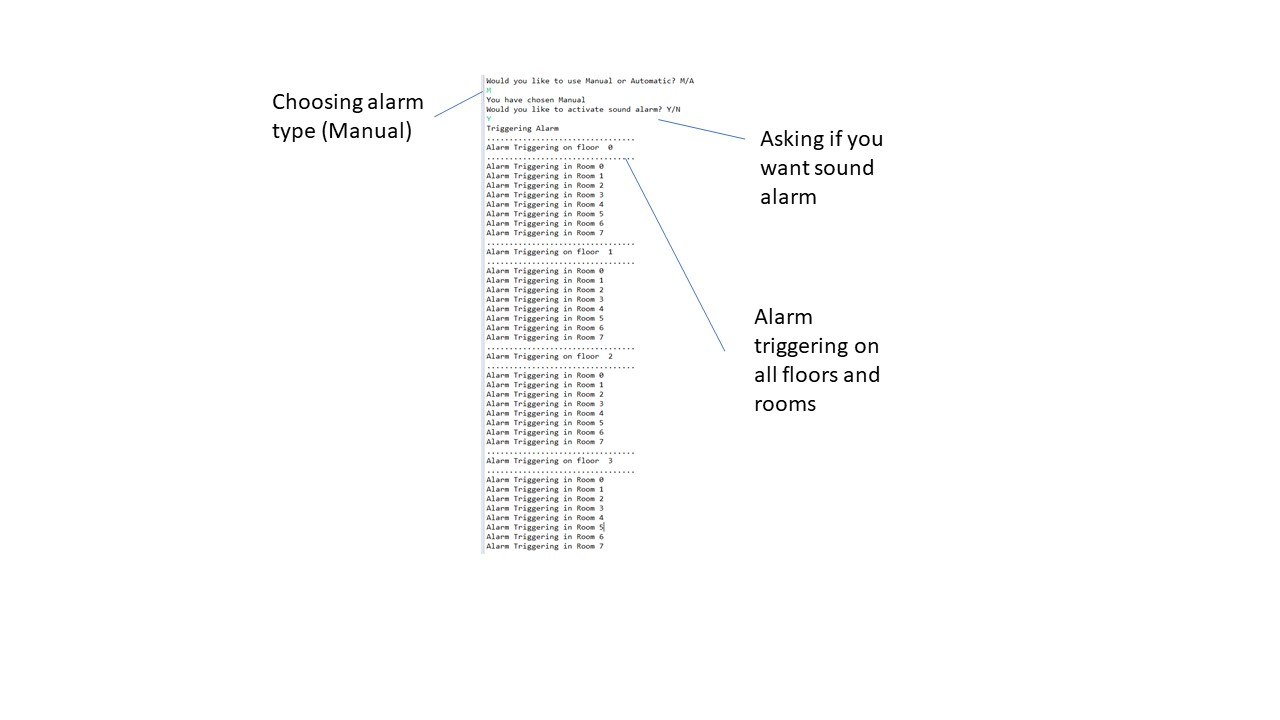 Choosing alarm
type (Manual)
Would you like to use Manual or Automatic? M/A
M
You have chosen Manual
Would you like to activate sound alarm? Y/N
Y
Triggering Alarm
.................................
Alarm Triggering on floor  0
.................................
Alarm Triggering in Room 0
Alarm Triggering in Room 1
Alarm Triggering in Room 2
Alarm Triggering in Room 3
Alarm Triggering in Room 4
Alarm Triggering in Room 5
Alarm Triggering in Room 6
Alarm Triggering in Room 7
.................................
Alarm Triggering on floor  1
.................................
Alarm Triggering in Room 0
Alarm Triggering in Room 1
Alarm Triggering in Room 2
Alarm Triggering in Room 3
Alarm Triggering in Room 4
Alarm Triggering in Room 5
Alarm Triggering in Room 6
Alarm Triggering in Room 7
.................................
Alarm Triggering on floor  2
.................................
Alarm Triggering in Room 0
Alarm Triggering in Room 1
Alarm Triggering in Room 2
Alarm Triggering in Room 3
Alarm Triggering in Room 4
Alarm Triggering in Room 5
Alarm Triggering in Room 6
Alarm Triggering in Room 7
.................................
Alarm Triggering on floor  3
.................................
Alarm Triggering in Room 0
Alarm Triggering in Room 1
Alarm Triggering in Room 2
Alarm Triggering in Room 3
Alarm Triggering in Room 4
Alarm Triggering in Room 5
Alarm Triggering in Room 6
Alarm Triggering in Room 7
Asking if you
want sound
alarm
Alarm
triggering on
all floors and
rooms